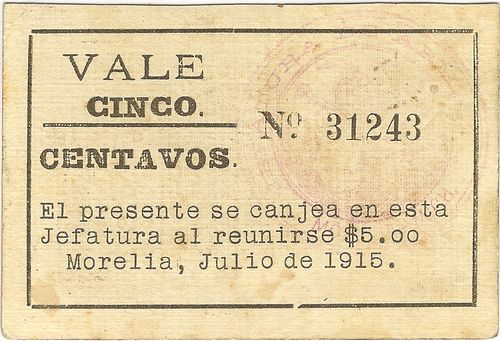 VALE
CINCO.
CENTAVOS.
Nº 31243
El presente se canjea en esta
Jefatura al reunirse $5.00
Morelia, Julio de 1915.